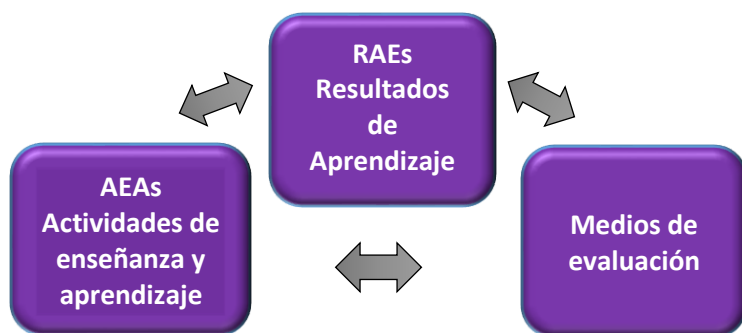 RAEs
Resultados
de
Aprendizaje
AEAs
Actividades de
enseñanza y
aprendizaje
Medios de
evaluación